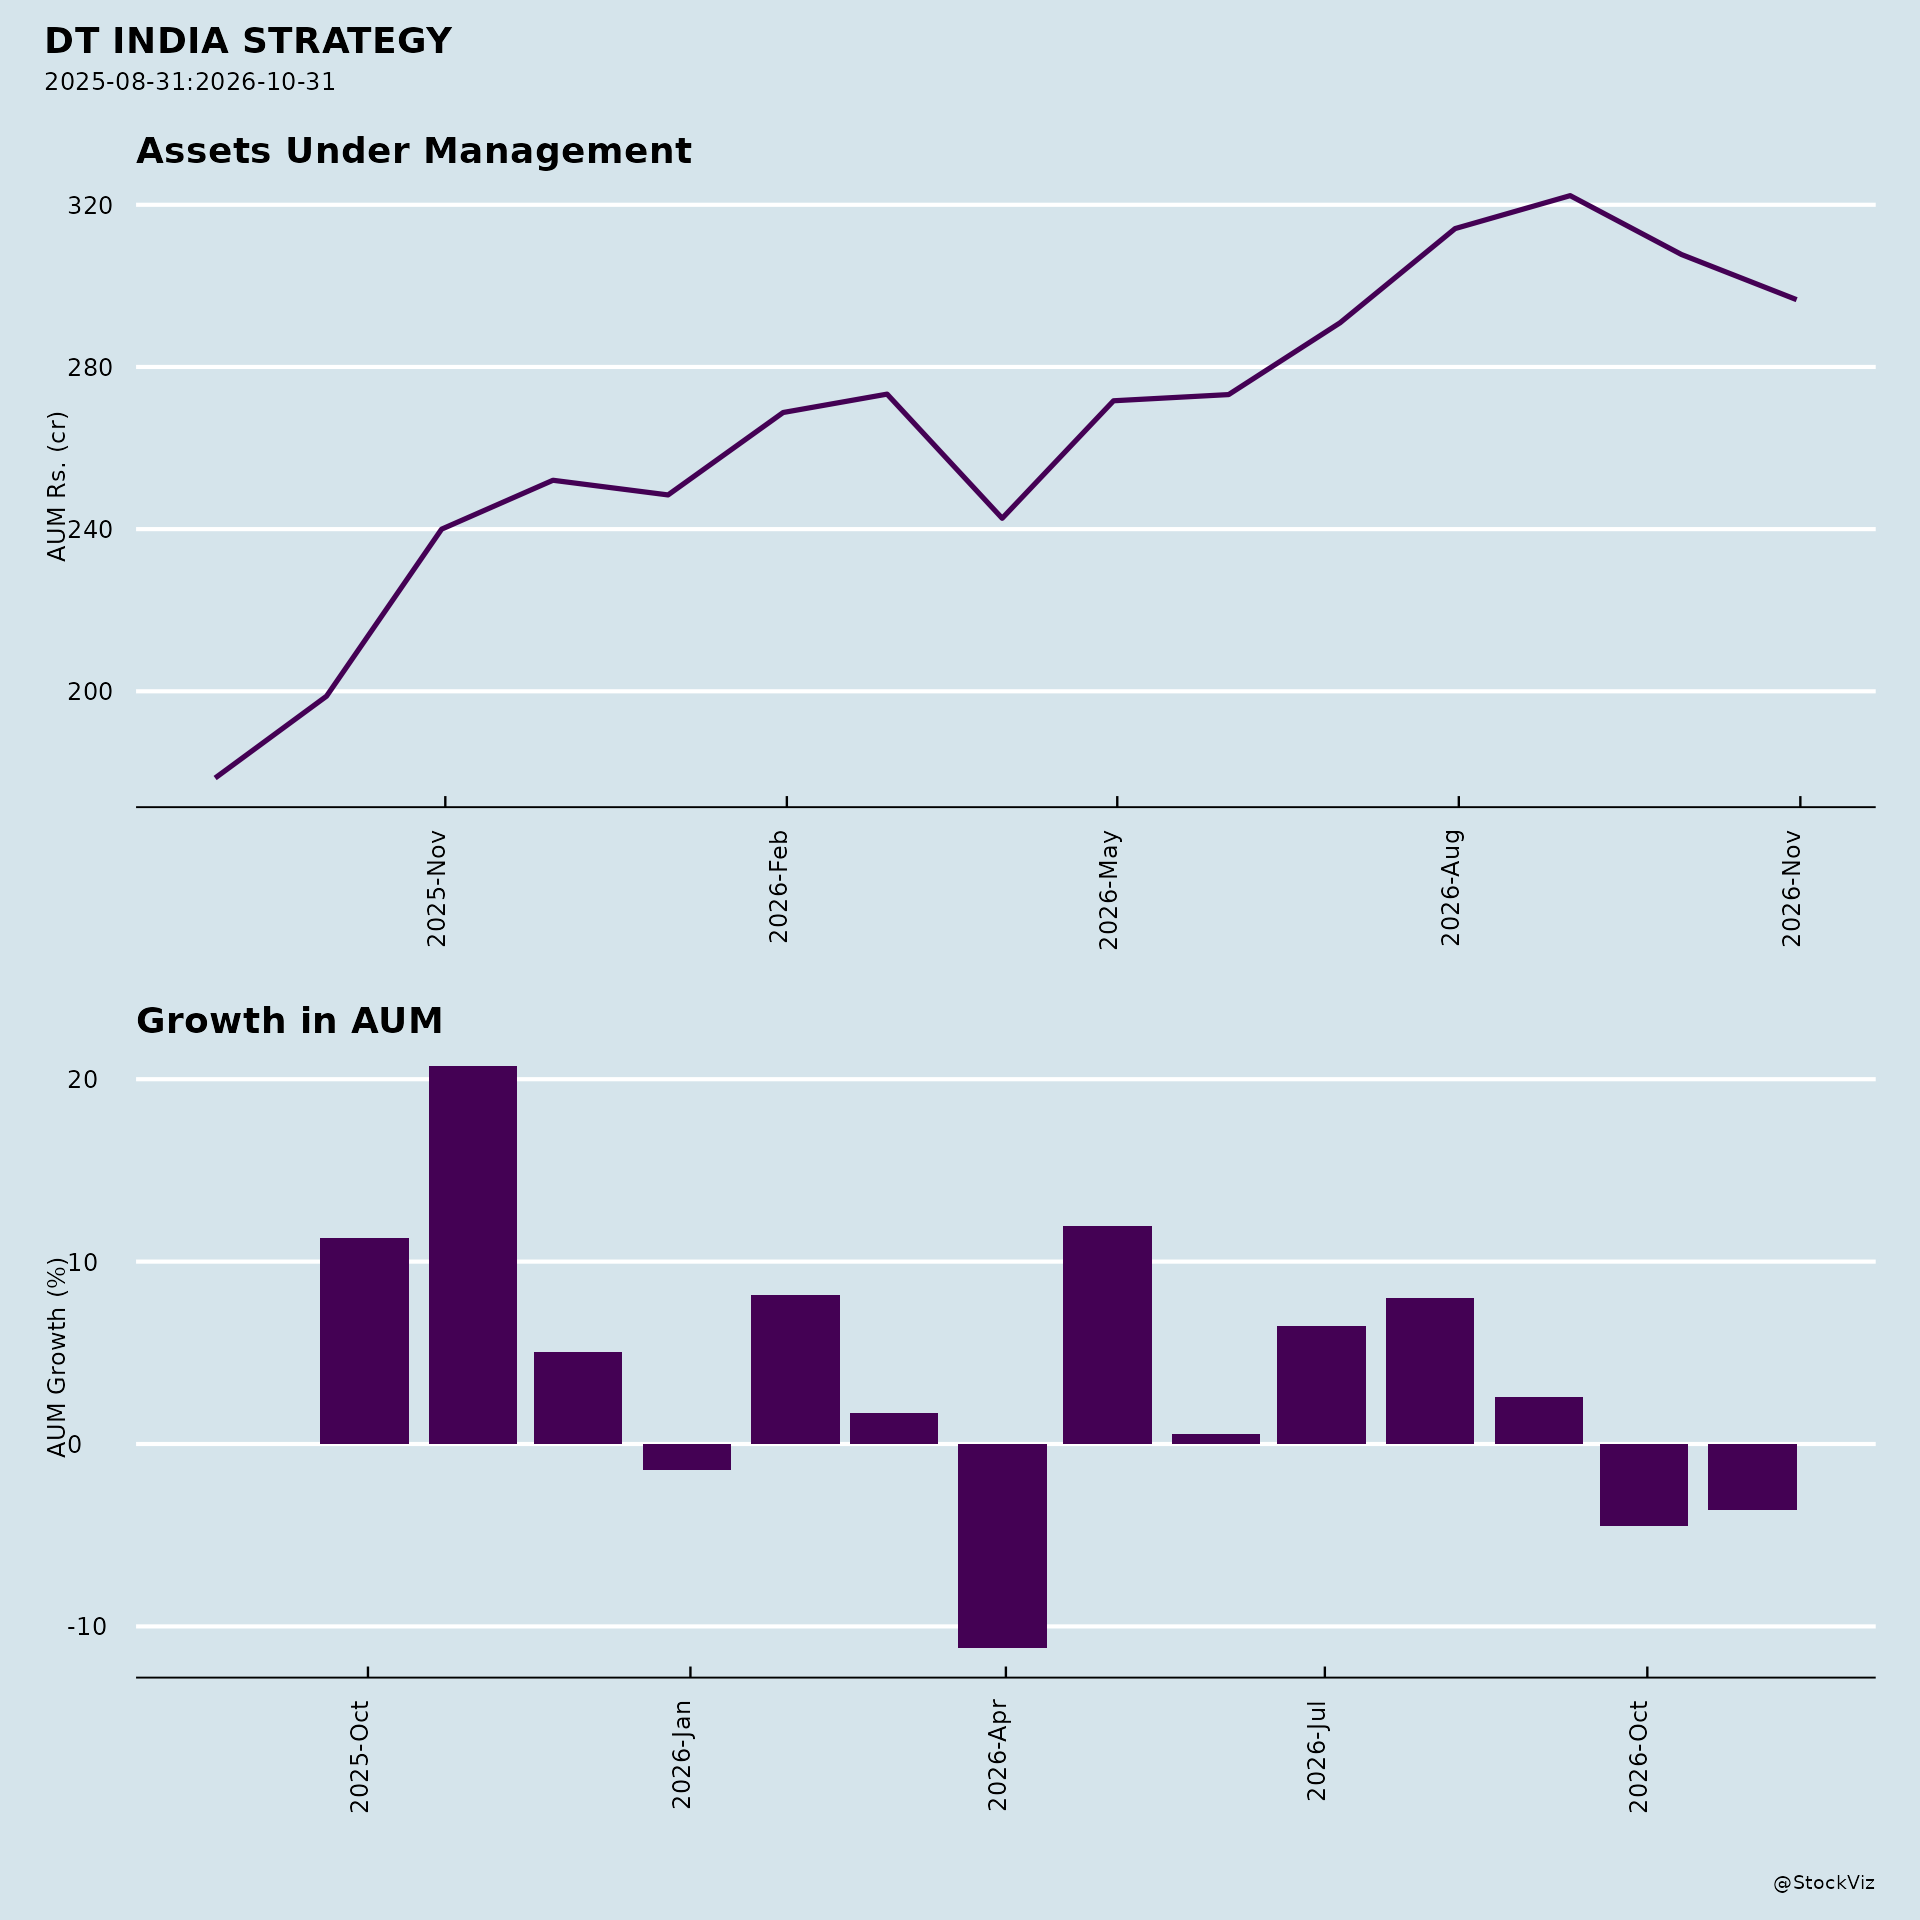 DT INDIA STRATEGY
2025-08-31:2026-10-31
Assets Under Management
AUM Rs. (cr)
320
280
240
200
2025-Nov
2026-Feb
2026-May
2026-Aug
2026-Nov
Growth in AUM
AUM Growth (%)
20
10
0
-10
2025-Oct
2026-Jan
2026-Apr
2026-Jul
2026-Oct
@StockViz